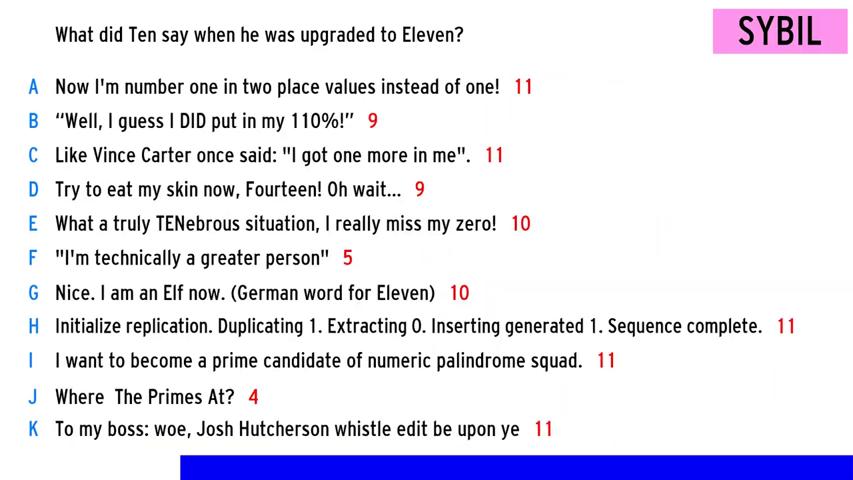 What did Ten say when he was upgraded to Eleven?
SYBIL
A Now I'm number one in two place values instead of one! 11
B “Well, I guess I DID put in my 110%!” 9
C Like Vince Carter once said: "I got one more in me". 11
D Try to eat my skin now, Fourteen! Oh wait... 9
E What a truly TENebrous situation, I really miss my zero! 10
F "I'm technically a greater person" 5
G Nice. I am an Elf now. (German word for Eleven) 10
H Initialize replication. Duplicating 1. Extracting 0. Inserting generated 1. Sequence complete. 11
I I want to become a prime candidate of numeric palindrome squad. 11
J Where The Primes At? 4
K To my boss: woe, Josh Hutcherson whistle edit be upon ye 11